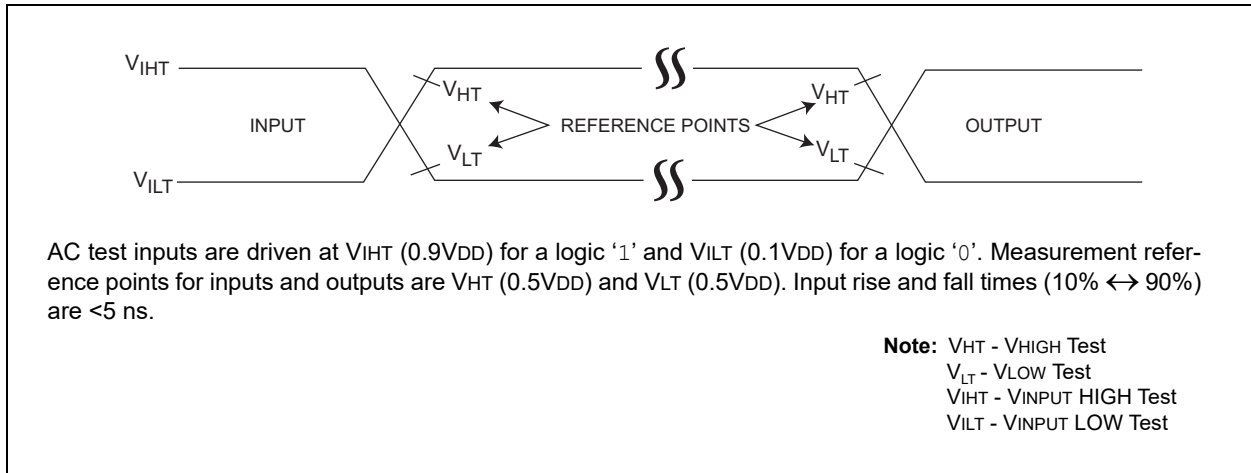 VIHT
VHT
VHT
INPUT
REFERENCE POINTS
OUTPUT
VLT
VLT
VILT
AC test inputs are driven at VIHT (0.9VDD) for a logic ‘1’ and VILT (0.1VDD) for a logic ‘0’. Measurement refer-
ence points for inputs and outputs are VHT (0.5VDD) and VLT (0.5VDD). Input rise and fall times (10% ↔ 90%)
are <5 ns.
Note: VHT - VHIGH Test
VLT - VLOW Test
VIHT - VINPUT HIGH Test
VILT - VINPUT LOW Test